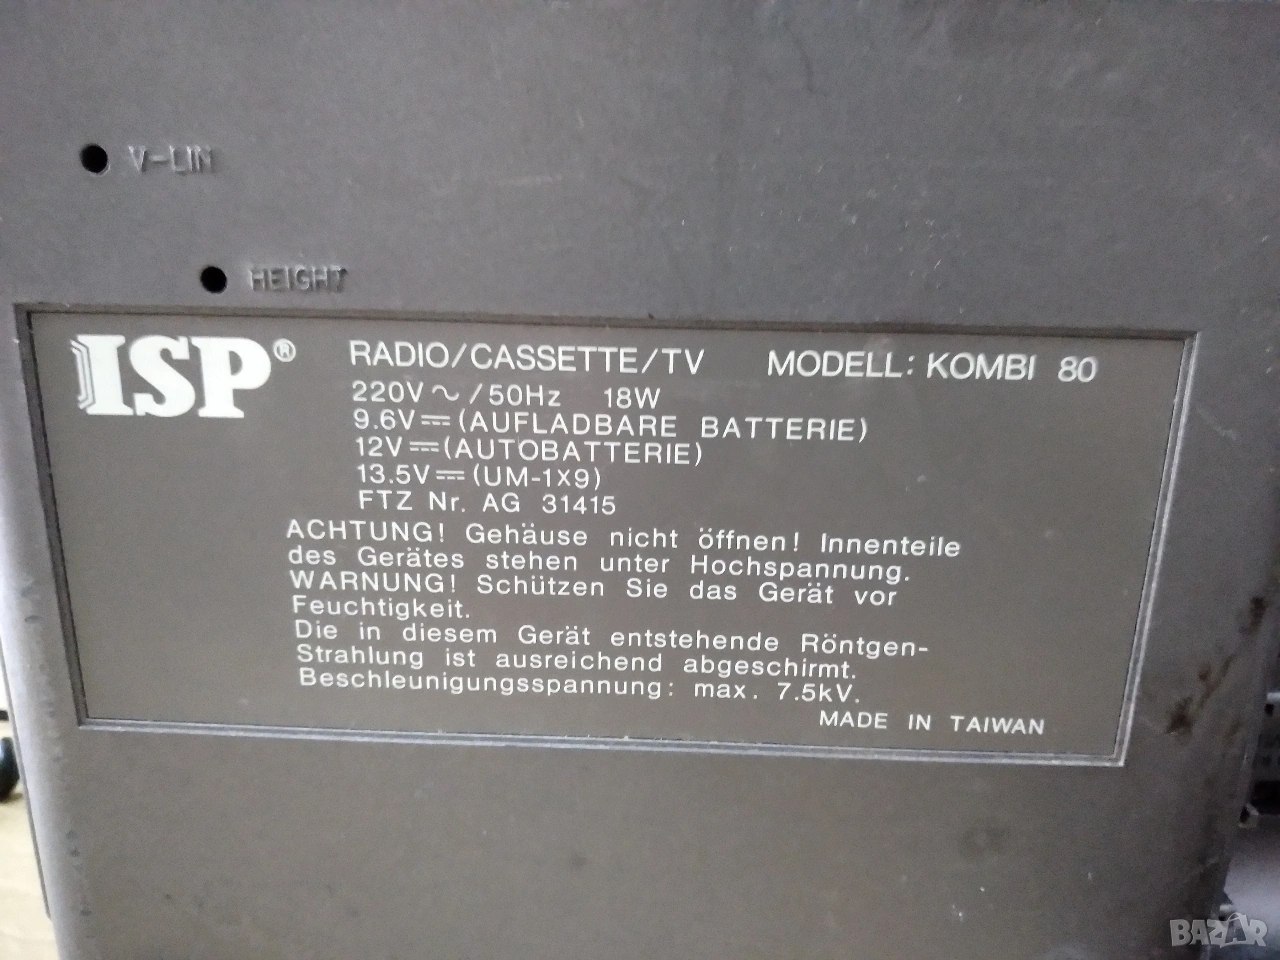 V-LIN
HEIGHT
ISP®
RADIO/CASSETTE/TV MODELL: KOMBI 80
220V ~ /50Hz 18W
9.6V⎓(AUFLADBARE BATTERIE)
12V⎓(AUTOBATTERIE)
13.5V⎓(UM-1X9)
FTZ Nr. AG 31415
ACHTUNG! Gehäuse nicht öffnen! Innenteile
des Gerätes stehen unter Hochspannung.
WARNUNG! Schützen Sie das Gerät vor
Feuchtigkeit.
Die in diesem Gerät entstehende Röntgen-
Strahlung ist ausreichend abgeschirmt.
Beschleunigungsspannung: max. 7.5kV.
MADE IN TAIWAN
BAZAR